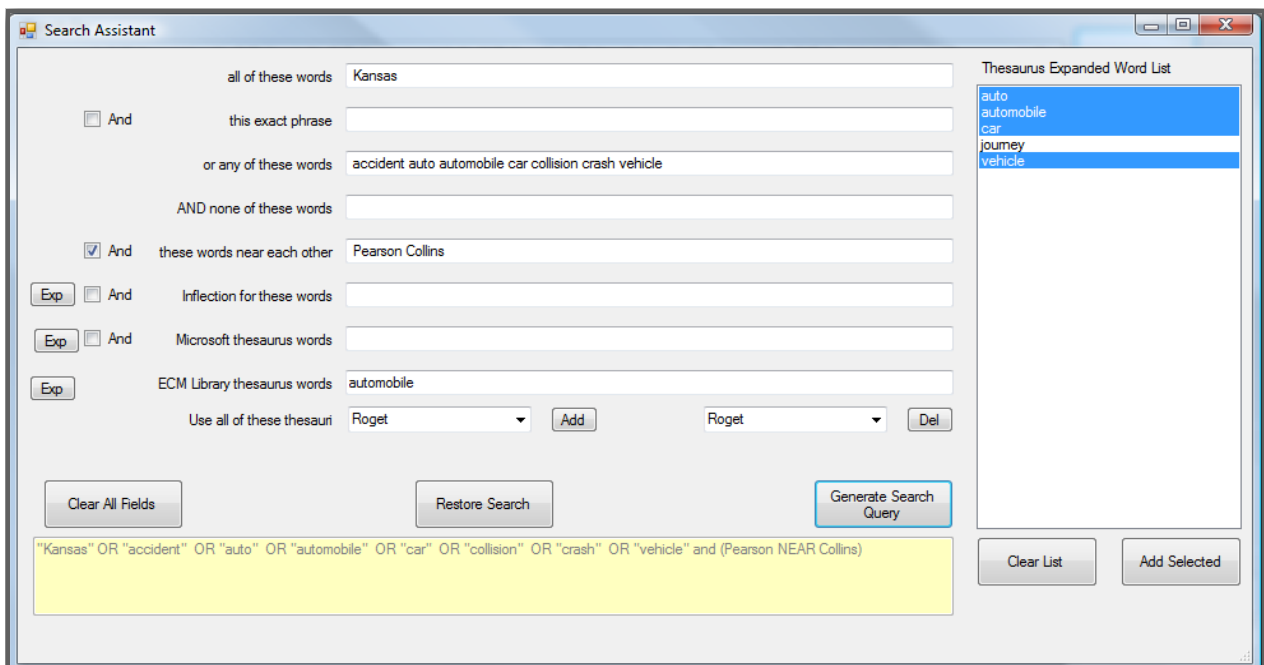 Search Assistant
all of these words Kansas
And this exact phrase
or any of these words accident auto automobile car collision crash vehicle
AND none of these words
And these words near each other Pearson Collins
Exp And Inflection for these words
Exp And Microsoft thesaurus words
Exp ECM Library thesaurus words automobile
Use all of these thesauri Roget Add Roget Del
Clear All Fields
Restore Search
Generate Search
Query
"Kansas" OR "accident" OR "auto" OR "automobile" OR "car" OR "collision" OR "crash" OR "vehicle" and (Pearson NEAR Collins)
Thesaurus Expanded Word List
auto
automobile
car
journey
vehicle
Clear List
Add Selected